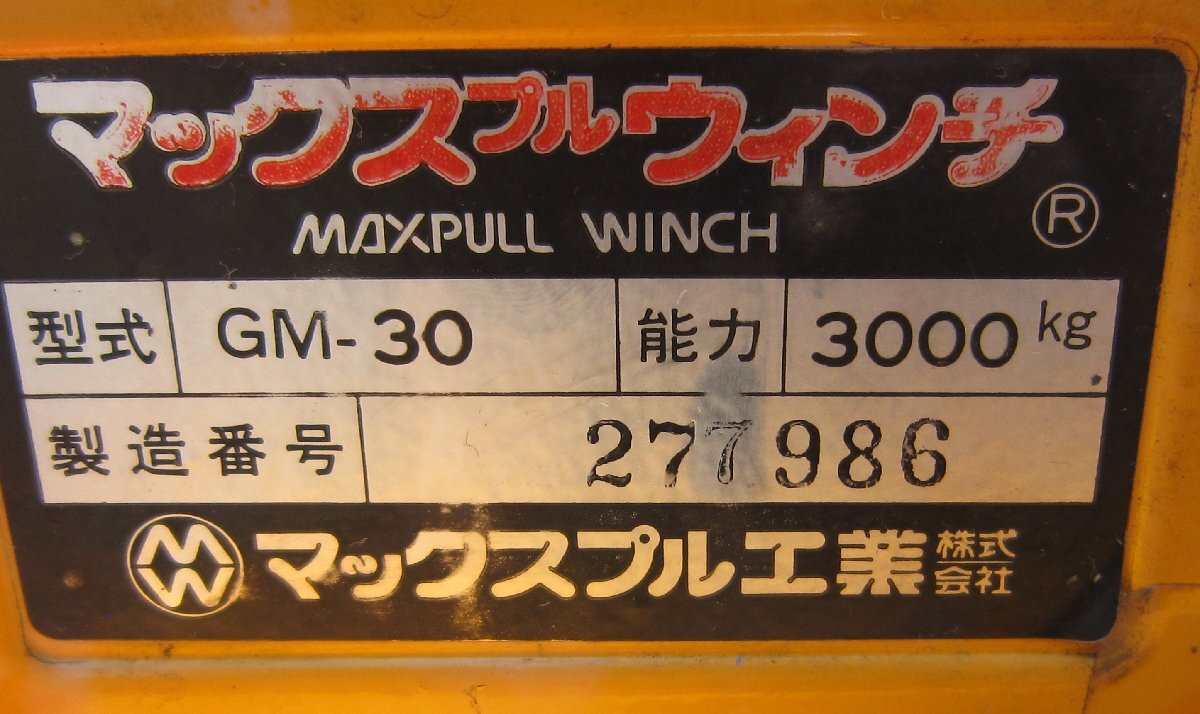 マックスプルウィンチ
MAXPULL WINCH ®
型式 GM-30 能力 3000 kg
製造番号 277986
MW マックスプル工業 株式会社